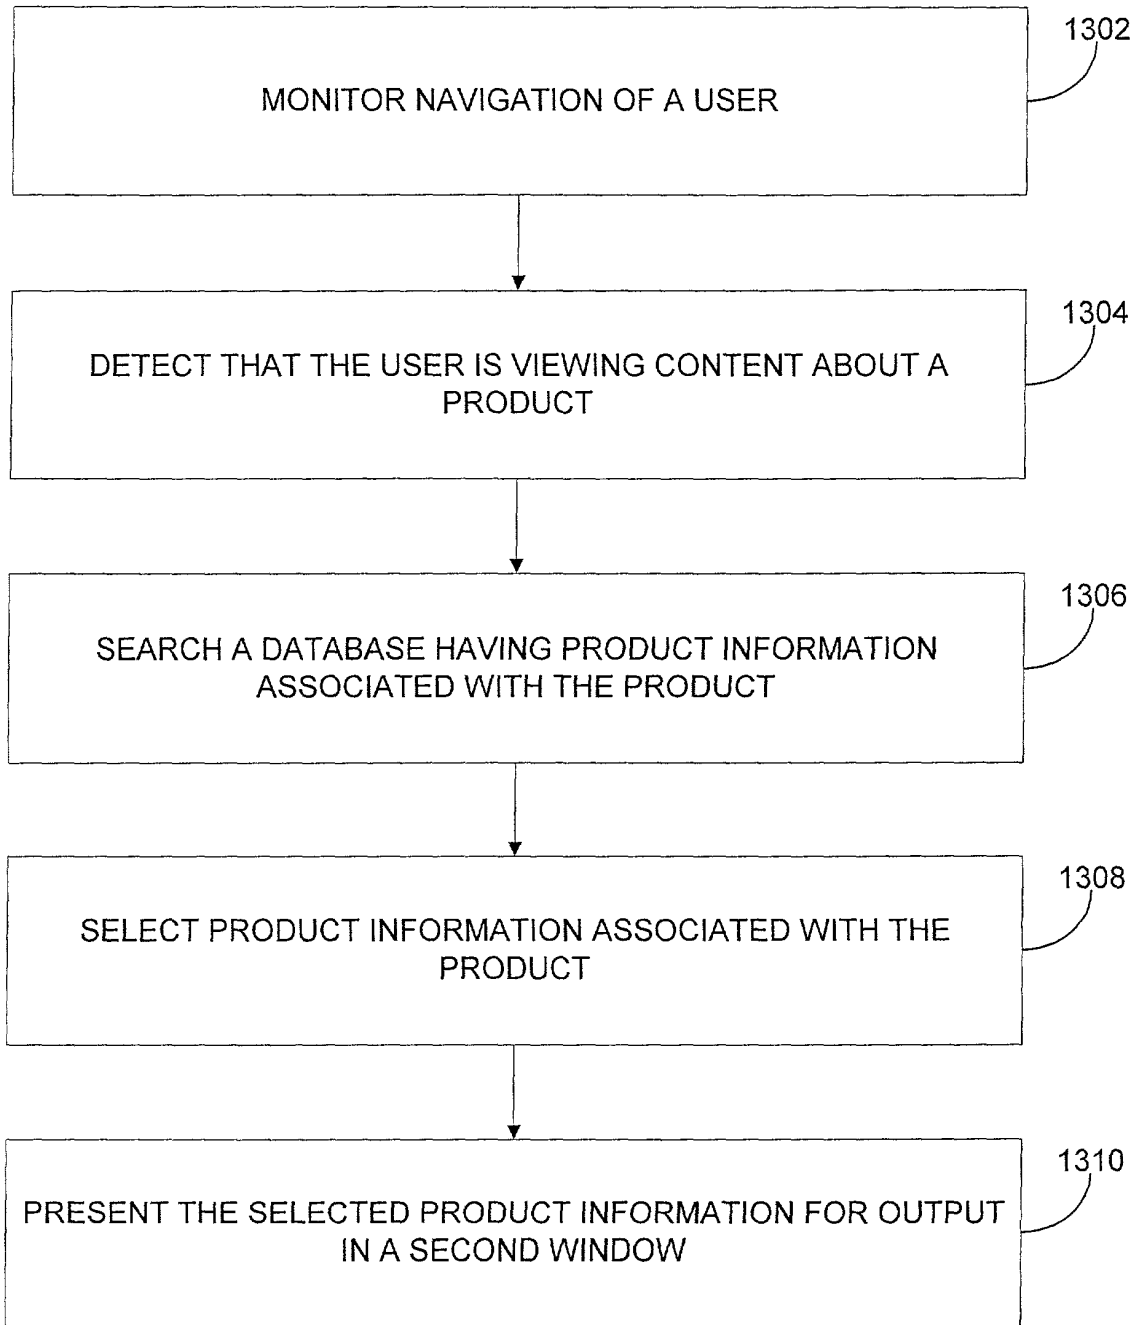 1302
MONITOR NAVIGATION OF A USER
1304
DETECT THAT THE USER IS VIEWING CONTENT ABOUT A
PRODUCT
1306
SEARCH A DATABASE HAVING PRODUCT INFORMATION
ASSOCIATED WITH THE PRODUCT
1308
SELECT PRODUCT INFORMATION ASSOCIATED WITH THE
PRODUCT
1310
PRESENT THE SELECTED PRODUCT INFORMATION FOR OUTPUT
IN A SECOND WINDOW